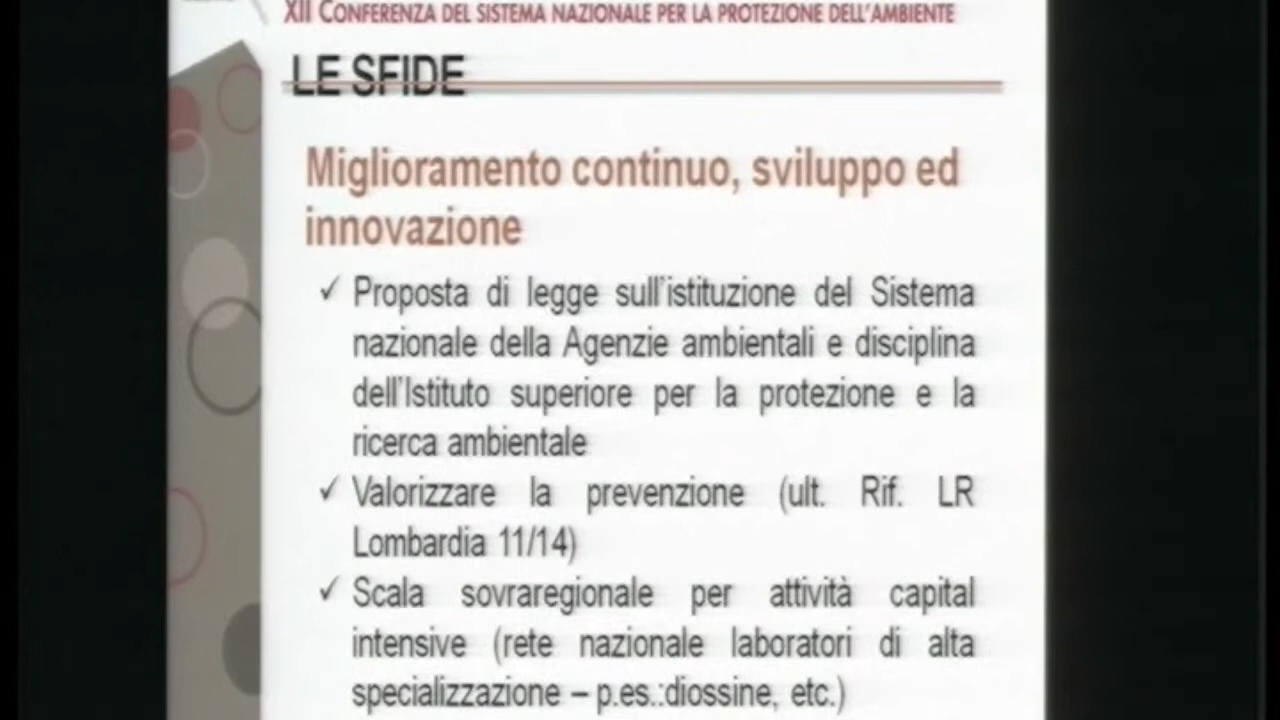 XII CONFERENZA DEL SISTEMA NAZIONALE PER LA PROTEZIONE DELL'AMBIENTE
LE SFIDE
Miglioramento continuo, sviluppo ed
innovazione
✓ Proposta di legge sull'istituzione del Sistema
nazionale della Agenzie ambientali e disciplina
dell'Istituto superiore per la protezione e la
ricerca ambientale
✓ Valorizzare la prevenzione (ult. Rif. LR
Lombardia 11/14)
✓ Scala sovraregionale per attività capital
intensive (rete nazionale laboratori di alta
specializzazione – p.es.:diossine, etc.)